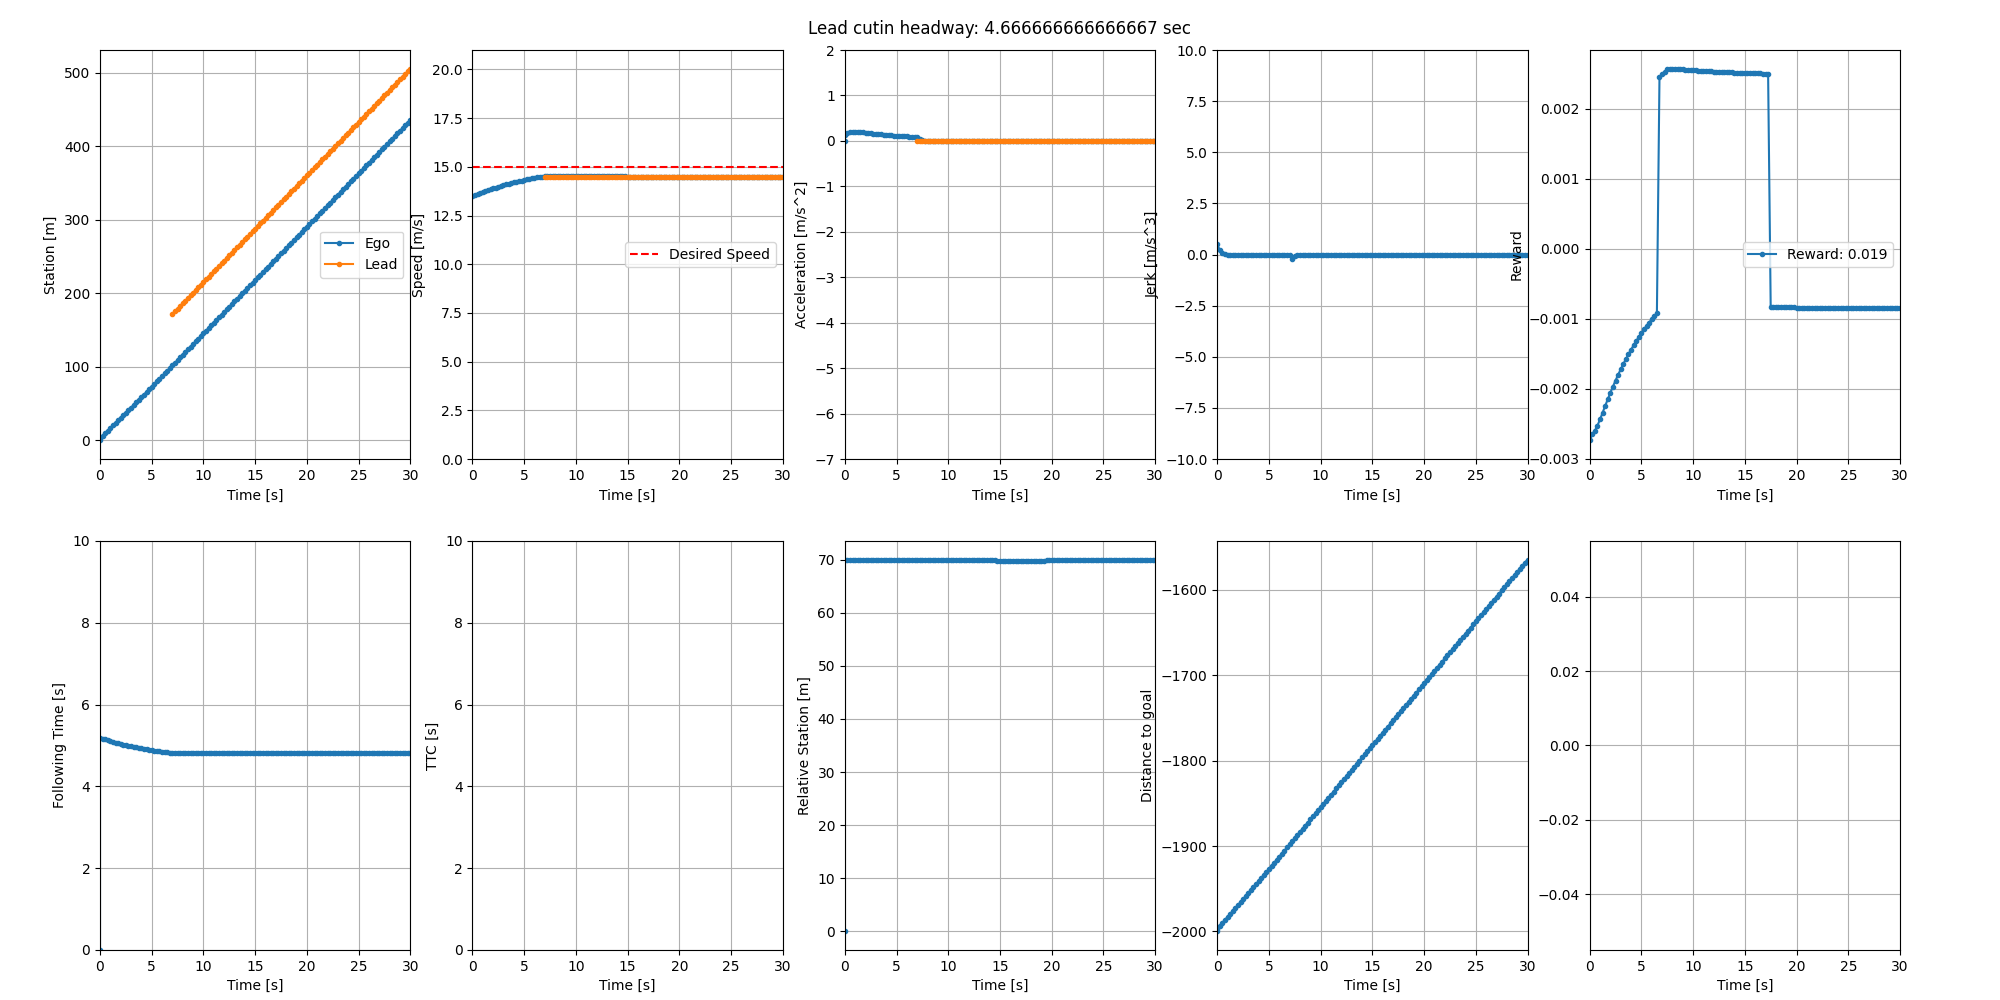 Lead cutin headway: 4.666666666666667 sec
Station [m]
500
400
300
200
100
0
0 5 10 15 20 25 30
Time [s]
Ego
Lead
Speed [m/s]
20.0
17.5
15.0
12.5
10.0
7.5
5.0
2.5
0.0
0 5 10 15 20 25 30
Time [s]
Desired Speed
Acceleration [m/s^2]
2
1
0
−1
−2
−3
−4
−5
−6
−7
0 5 10 15 20 25 30
Time [s]
Jerk [m/s^3]
10.0
7.5
5.0
2.5
0.0
−2.5
−5.0
−7.5
−10.0
0 5 10 15 20 25 30
Time [s]
Reward
0.002
0.001
0.000
−0.001
−0.002
−0.003
0 5 10 15 20 25 30
Time [s]
Reward: 0.019
Following Time [s]
10
8
6
4
2
0
0 5 10 15 20 25 30
Time [s]
TTC [s]
10
8
6
4
2
0
0 5 10 15 20 25 30
Time [s]
Relative Station [m]
70
60
50
40
30
20
10
0
0 5 10 15 20 25 30
Time [s]
Distance to goal
−1600
−1700
−1800
−1900
−2000
0 5 10 15 20 25 30
Time [s]
0.04
0.02
0.00
−0.02
−0.04
0 5 10 15 20 25 30
Time [s]